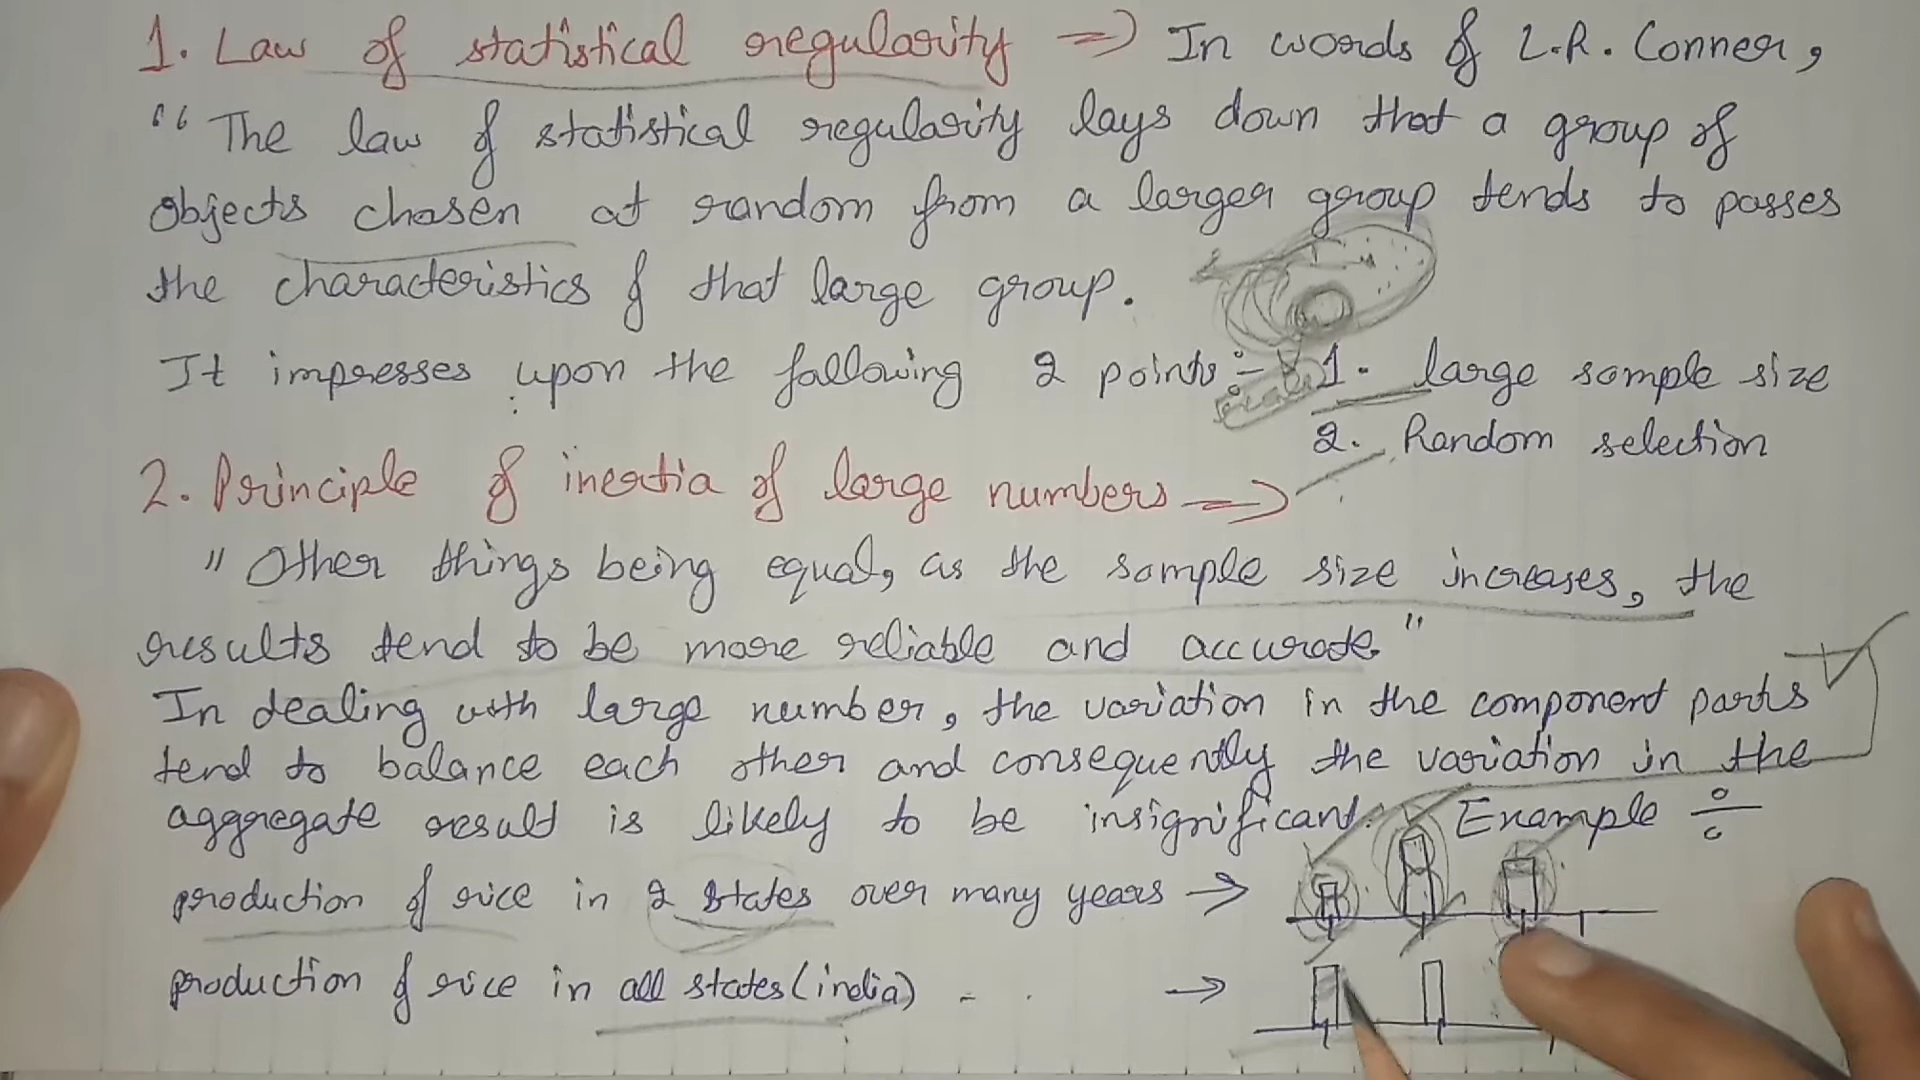 1. Law of statistical regularity => In words of L.R. Conner,
"The law of statistical regularity lays down that a group of
objects chosen at random from a larger group tends to posses
the characteristics of that large group.
It impresses upon the following 2 points:- 1. large sample size
2. Random selection
2. Principle of inertia of large numbers =>
"Other things being equal, as the sample size increases, the
results tend to be more reliable and accurate"
In dealing with large number, the variation in the component parts
tend to balance each other and consequently the variation in the
aggregate result is likely to be insignificant. Example ÷
production of rice in 2 states over many years →
production of rice in all states (india) →